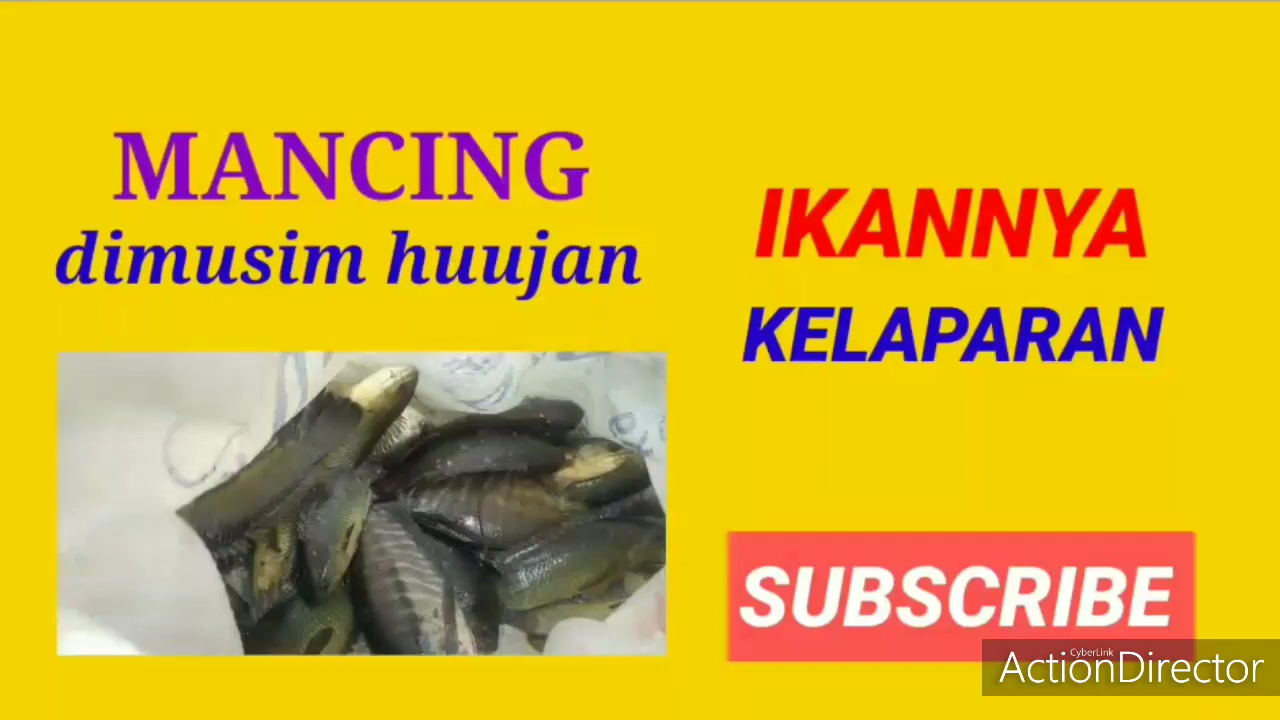 MANCING
dimusim huujan
IKANNYA
KELAPARAN
SUBSCRIBE
CyberLink
ActionDirector